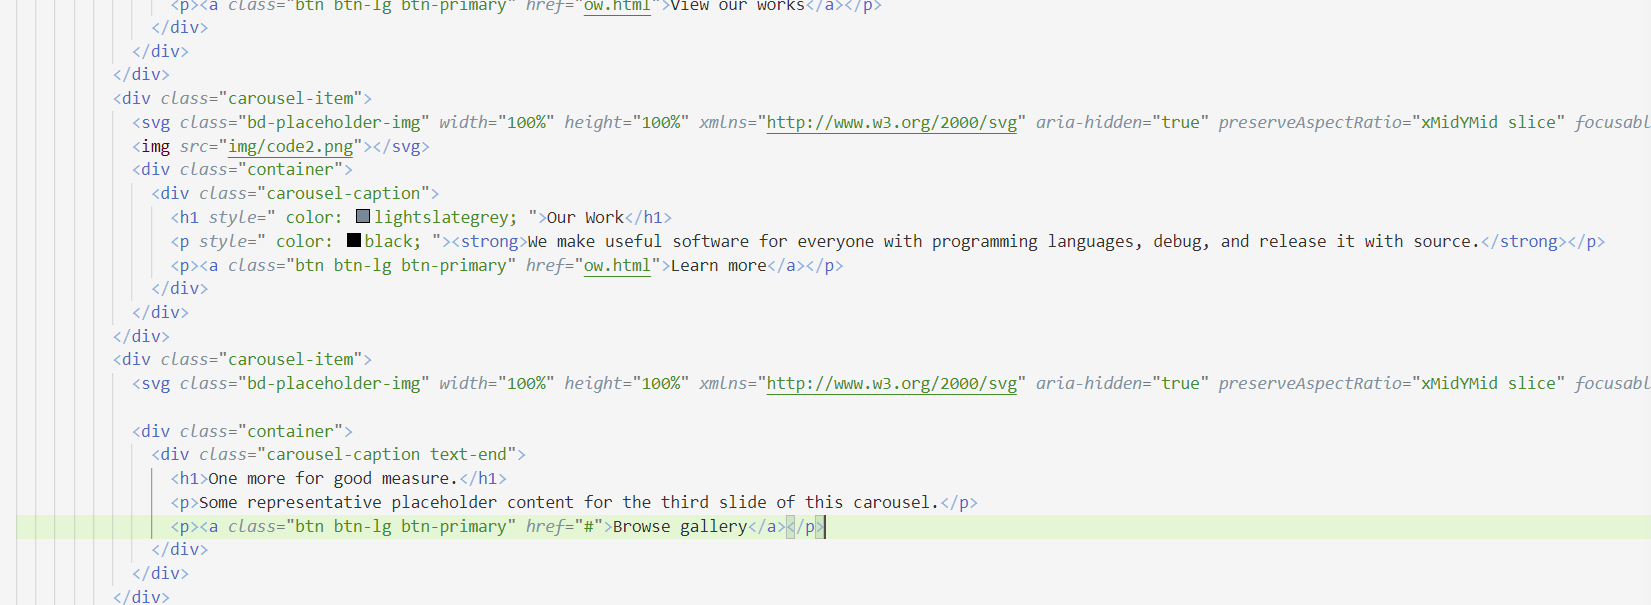 <p><a class="btn btn-lg btn-primary" href="ow.html">View our works</a></p>
</div>
</div>
</div>
<div class="carousel-item">
<svg class="bd-placeholder-img" width="100%" height="100%" xmlns="http://www.w3.org/2000/svg" aria-hidden="true" preserveAspectRatio="xMidYMid slice" focusabl
<img src="img/code2.png"></svg>
<div class="container">
<div class="carousel-caption">
<h1 style=" color: lightslategrey; ">Our Work</h1>
<p style=" color: black; "><strong>We make useful software for everyone with programming languages, debug, and release it with source.</strong></p>
<p><a class="btn btn-lg btn-primary" href="ow.html">Learn more</a></p>
</div>
</div>
</div>
<div class="carousel-item">
<svg class="bd-placeholder-img" width="100%" height="100%" xmlns="http://www.w3.org/2000/svg" aria-hidden="true" preserveAspectRatio="xMidYMid slice" focusabl
<div class="container">
<div class="carousel-caption text-end">
<h1>One more for good measure.</h1>
<p>Some representative placeholder content for the third slide of this carousel.</p>
<p><a class="btn btn-lg btn-primary" href="#">Browse gallery</a></p>
</div>
</div>
</div>